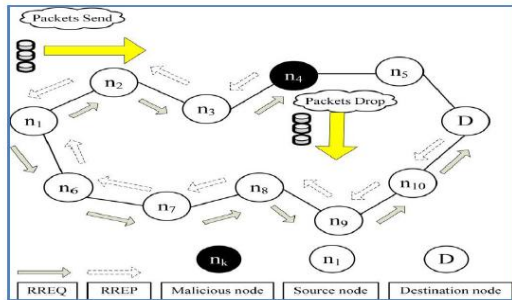 Packets Send
n2
n4
n5
n3
Packets Drop
n1
D
n6
n7
n8
n10
n9
nk
n1
D
RREQ
RREP
Malicious node
Source node
Destination node